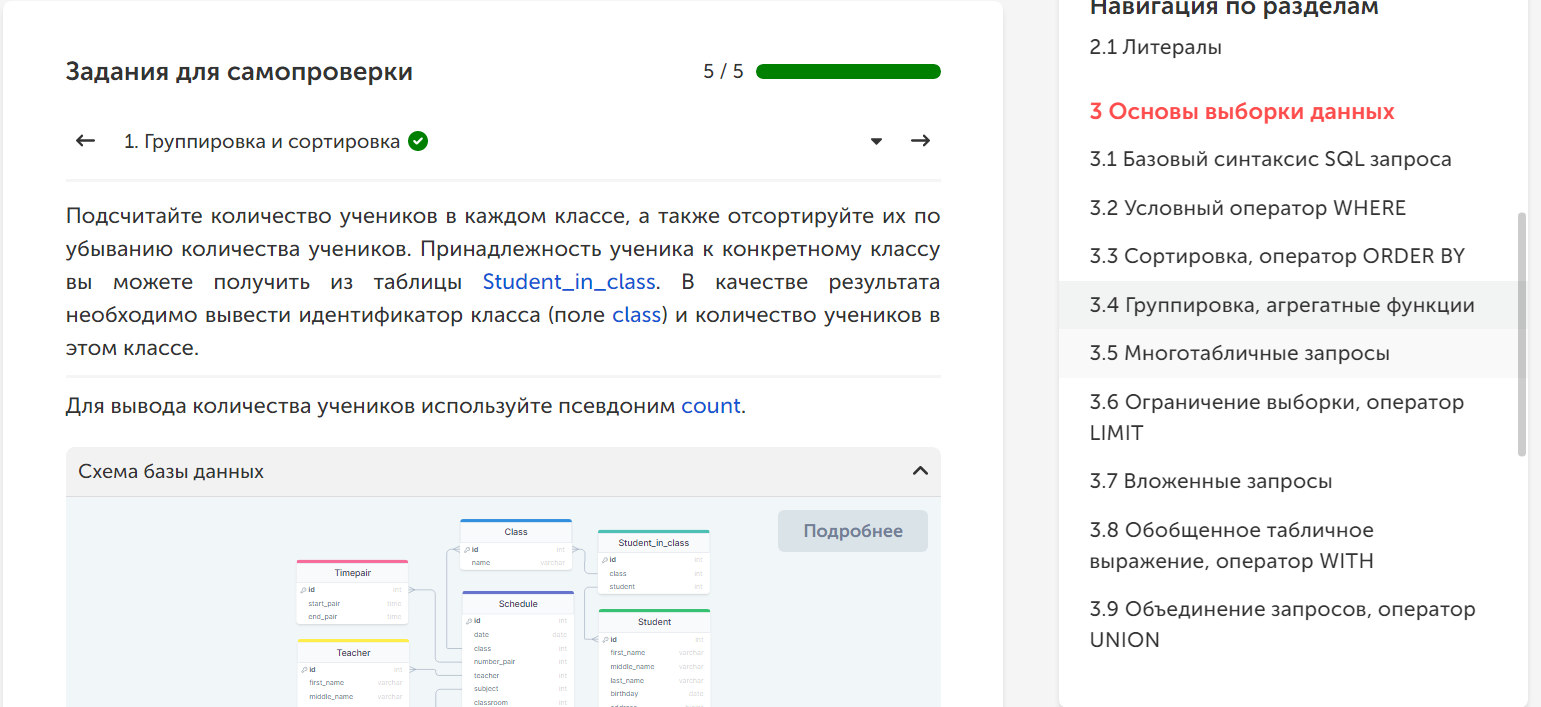 Задания для самопроверки
5 / 5
1. Группировка и сортировка
Подсчитайте количество учеников в каждом классе, а также отсортируйте их по
убыванию количества учеников. Принадлежность ученика к конкретному классу
вы можете получить из таблицы Student_in_class. В качестве результата
необходимо вывести идентификатор класса (поле class) и количество учеников в
этом классе.
Для вывода количества учеников используйте псевдоним count.
Схема базы данных
Подробнее
Timepair
id int
start_pair time
end_pair time
Teacher
id int
first_name varchar
middle_name varchar
Class
id int
name varchar
Schedule
id int
date date
class int
number_pair int
teacher int
subject int
classroom int
Student_in_class
id int
class int
student int
Student
id int
first_name varchar
middle_name varchar
last_name varchar
birthday date
Навигация по разделам
2.1 Литералы
3 Основы выборки данных
3.1 Базовый синтаксис SQL запроса
3.2 Условный оператор WHERE
3.3 Сортировка, оператор ORDER BY
3.4 Группировка, агрегатные функции
3.5 Многотабличные запросы
3.6 Ограничение выборки, оператор
LIMIT
3.7 Вложенные запросы
3.8 Обобщенное табличное
выражение, оператор WITH
3.9 Объединение запросов, оператор
UNION